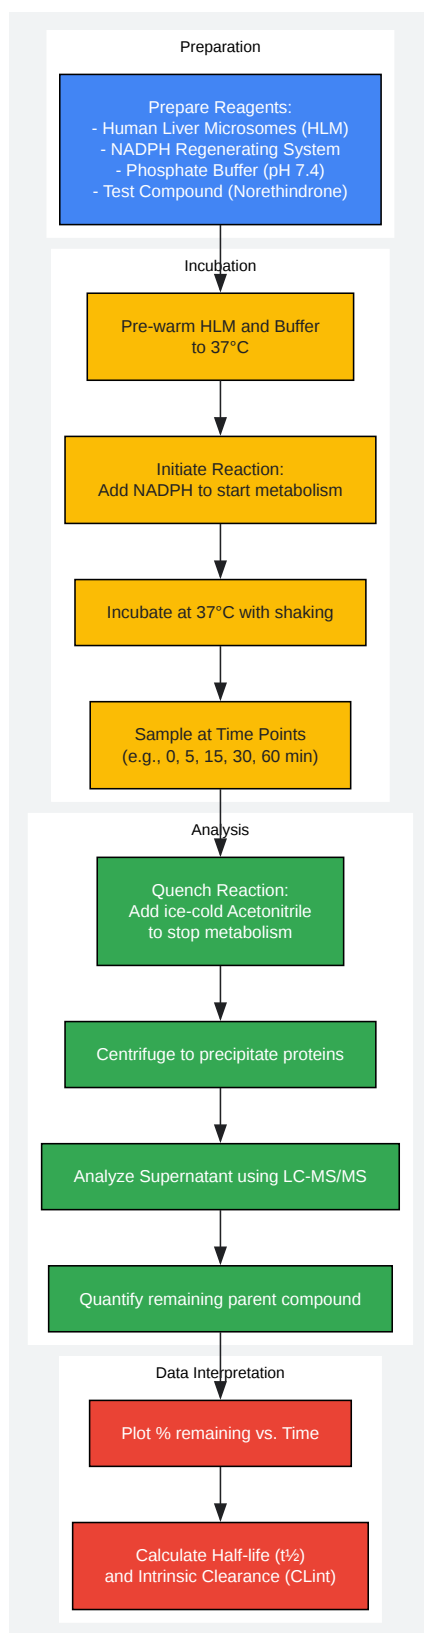 Preparation
Prepare Reagents:
- Human Liver Microsomes (HLM)
- NADPH Regenerating System
- Phosphate Buffer (pH 7.4)
- Test Compound (Norethindrone)
Incubation
Pre-warm HLM and Buffer
to 37°C
Initiate Reaction:
Add NADPH to start metabolism
Incubate at 37°C with shaking
Sample at Time Points
(e.g., 0, 5, 15, 30, 60 min)
Analysis
Quench Reaction:
Add ice-cold Acetonitrile
to stop metabolism
Centrifuge to precipitate proteins
Analyze Supernatant using LC-MS/MS
Quantify remaining parent compound
Data Interpretation
Plot % remaining vs. Time
Calculate Half-life (t½)
and Intrinsic Clearance (CLint)